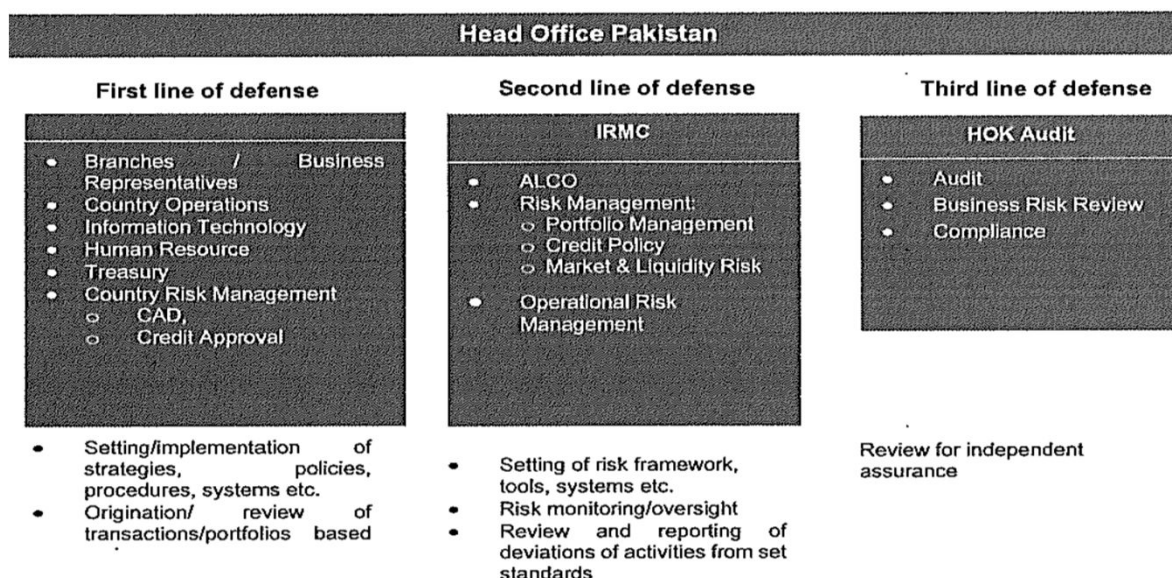 Head Office Pakistan
First line of defense
Branches / Business
Representatives
Country Operations
Information Technology
Human Resource
Treasury
Country Risk Management
CAD,
Credit Approval
Setting/implementation of
strategies, policies,
procedures, systems etc.
Origination/ review of
transactions/portfolios based
Second line of defense
IRMC
ALCO
Risk Management:
Portfolio Management
Credit Policy
Market & Liquidity Risk
Operational Risk
Management
Setting of risk framework,
tools, systems etc.
Risk monitoring/oversight
Review and reporting of
deviations of activities from set
standards
Third line of defense
HOK Audit
Audit
Business Risk Review
Compliance
Review for independent
assurance